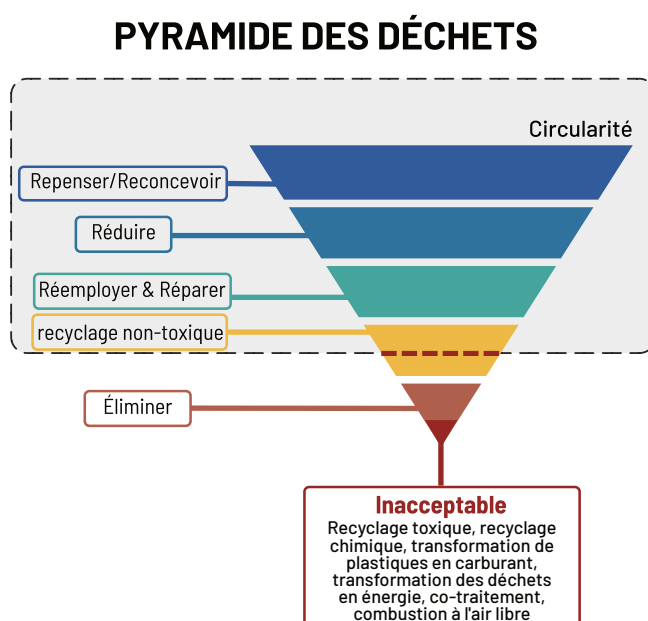 PYRAMIDE DES DÉCHETS
Circularité
Repenser/Reconcevoir
Réduire
Réemployer & Réparer
recyclage non-toxique
Éliminer
Inacceptable
Recyclage toxique, recyclage
chimique, transformation de
plastiques en carburant,
transformation des déchets
en énergie, co-traitement,
combustion à l'air libre